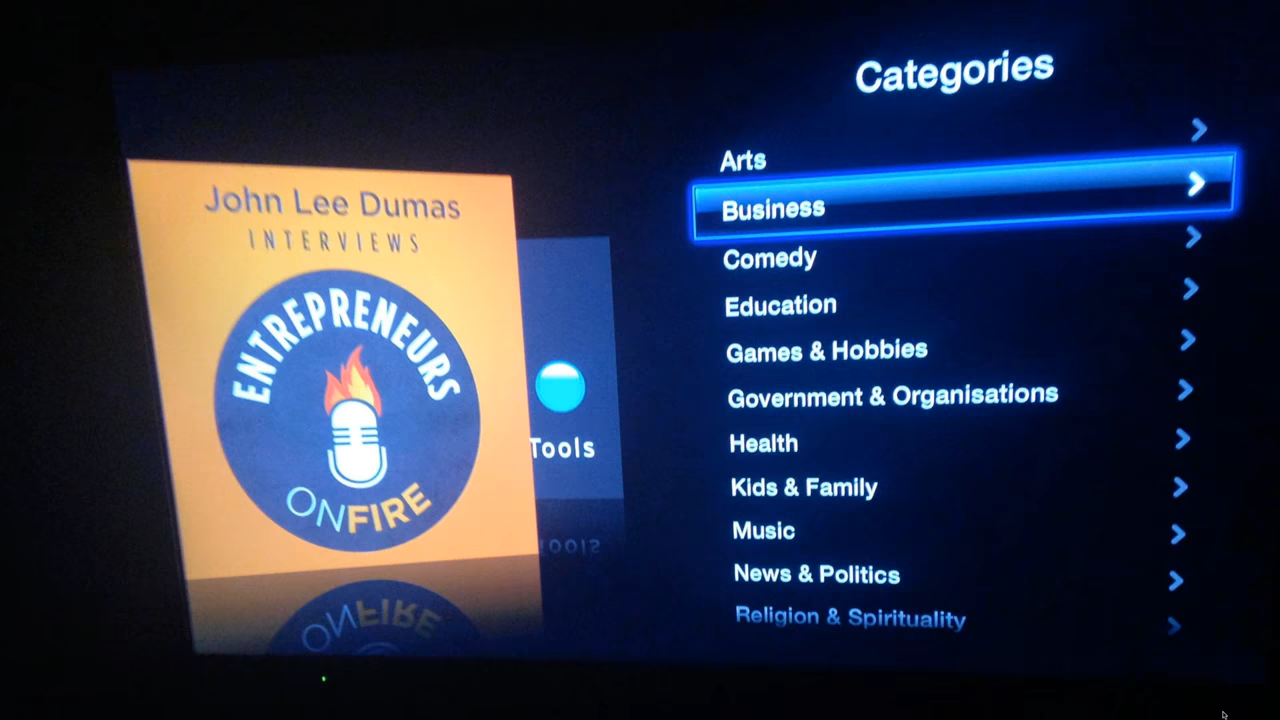 John Lee Dumas
INTERVIEWS
ENTREPRENEURS
ONFIRE
Tools
Categories
Arts
Business
Comedy
Education
Games & Hobbies
Government & Organisations
Health
Kids & Family
Music
News & Politics
Religion & Spirituality